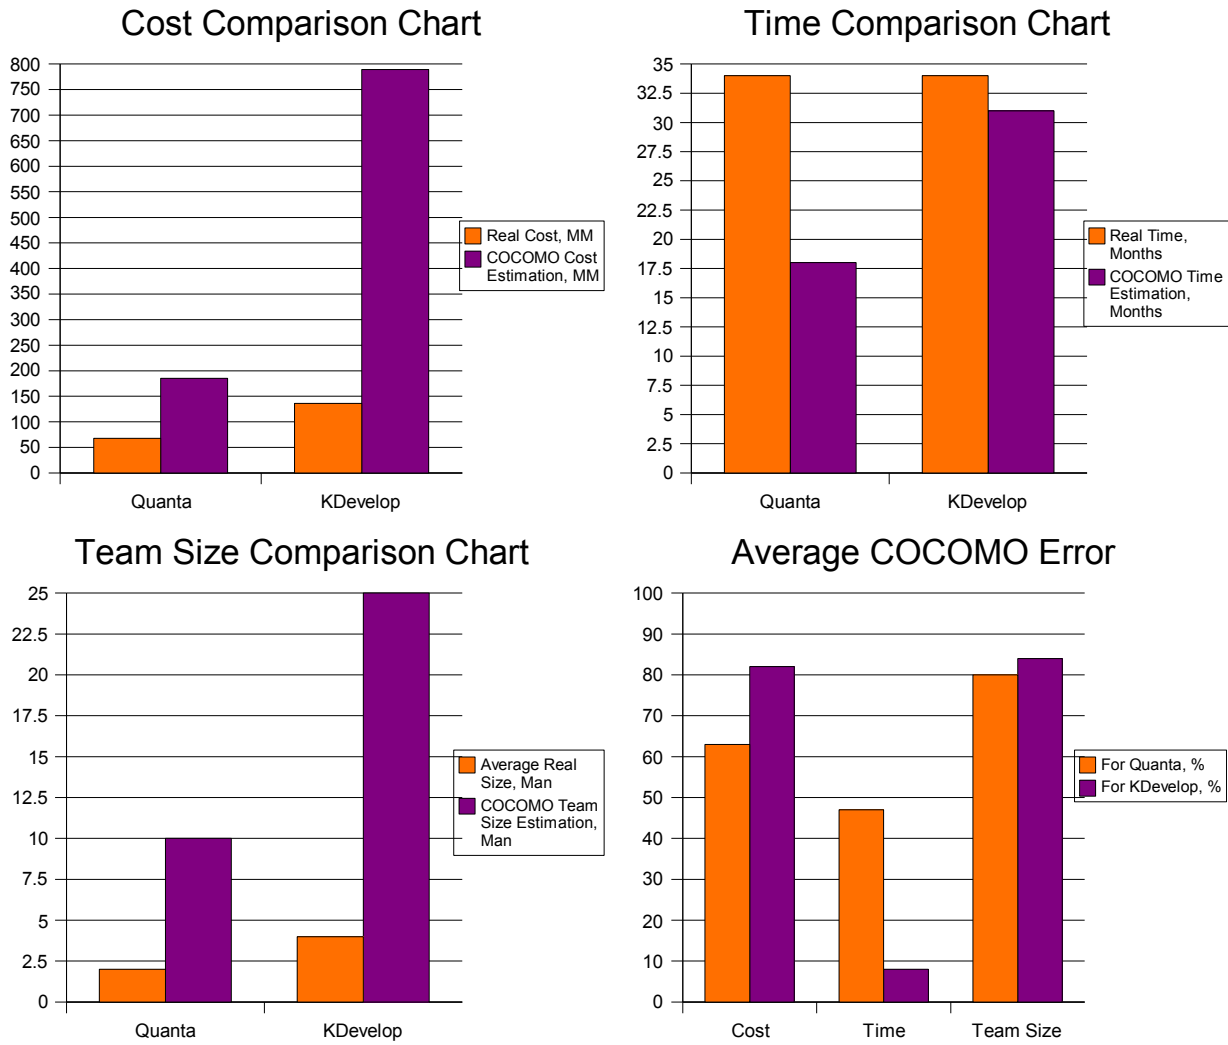 Cost Comparison Chart
800
750
700
650
600
550
500
450
400
350
300
250
200
150
100
50
0
Quanta
KDevelop
Real Cost, MM
COCOMO Cost
Estimation, MM
Time Comparison Chart
35
32.5
30
27.5
25
22.5
20
17.5
15
12.5
10
7.5
5
2.5
0
Quanta
KDevelop
Real Time,
Months
COCOMO Time
Estimation,
Months
Team Size Comparison Chart
25
22.5
20
17.5
15
12.5
10
7.5
5
2.5
0
Quanta
KDevelop
Average Real
Size, Man
COCOMO Team
Size Estimation,
Man
Average COCOMO Error
100
90
80
70
60
50
40
30
20
10
0
Cost
Time
Team Size
For Quanta, %
For KDevelop, %